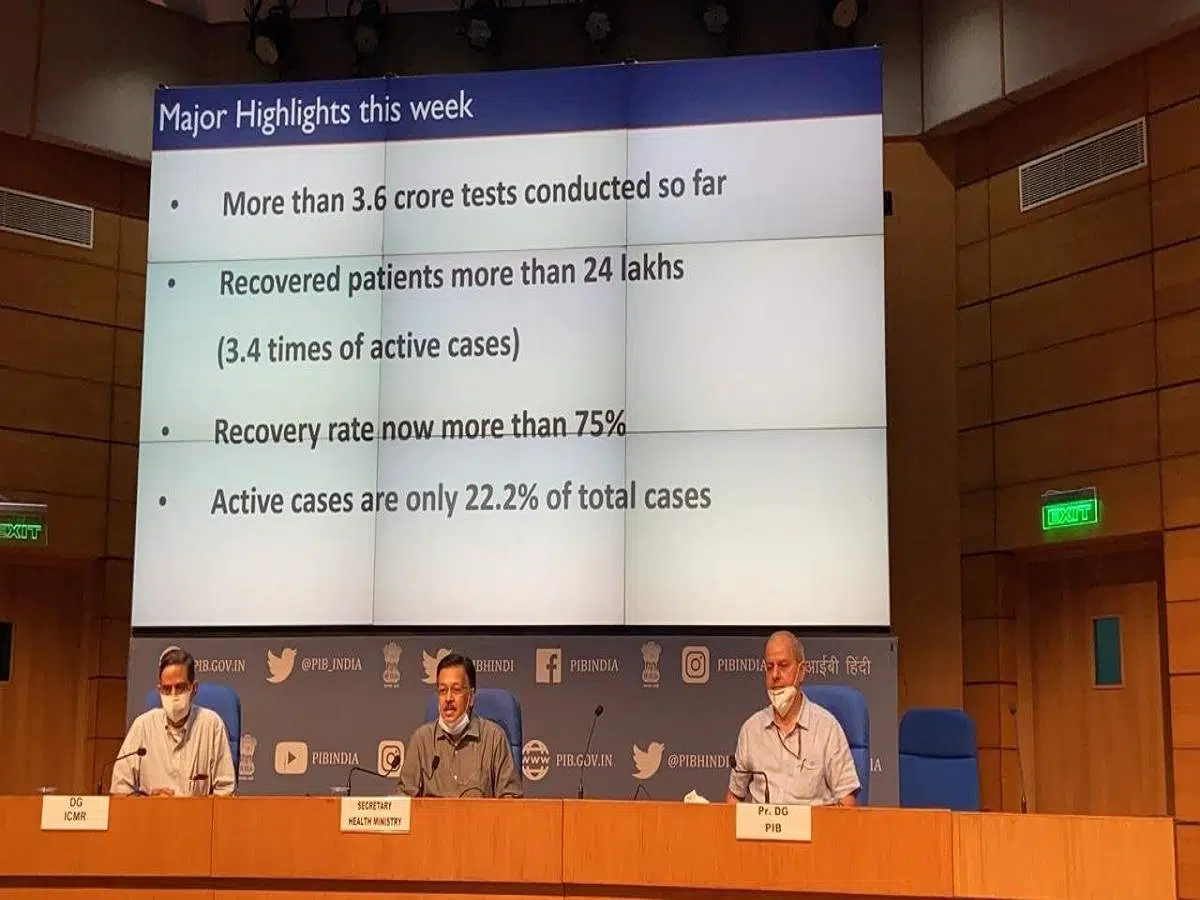 Major Highlights this week
• More than 3.6 crore tests conducted so far
• Recovered patients more than 24 lakhs
(3.4 times of active cases)
• Recovery rate now more than 75%
• Active cases are only 22.2% of total cases
EXIT
EXIT
PIB.GOV.IN @PIB_INDIA PIBINDIA PIBINDIA हिंदी
PIBINDIA WWW PIB.GOV.IN @PIBHINDI
DG
ICMR
SECRETARY
HEALTH MINISTRY
Pr. DG
PIB